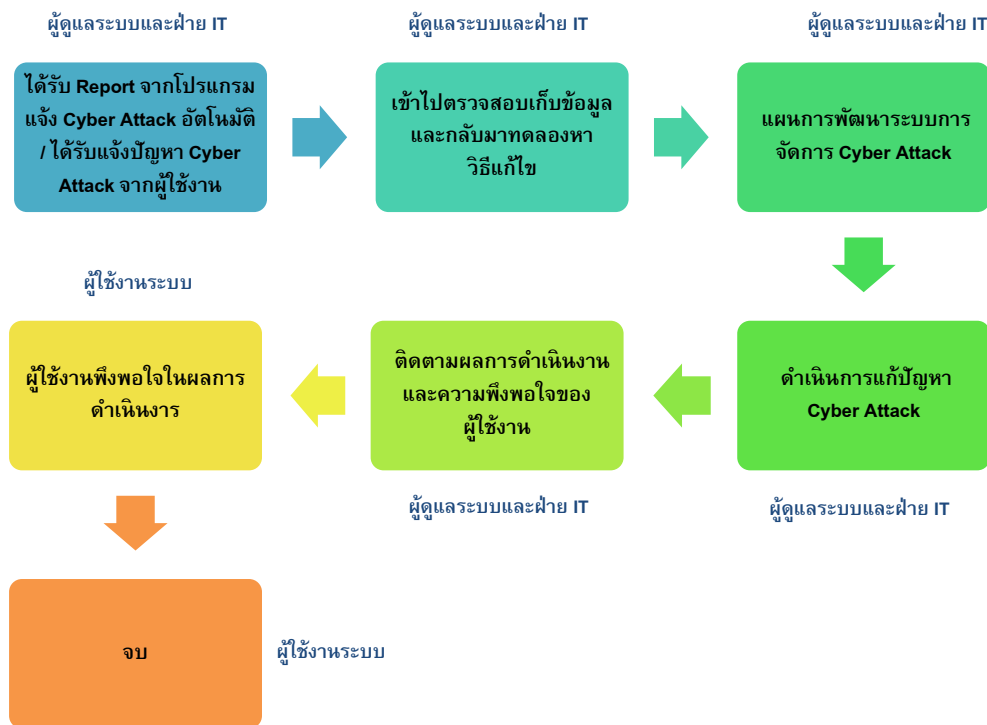 ผู้ดูแลระบบและฝ่าย IT
ผู้ดูแลระบบและฝ่าย IT
ผู้ดูแลระบบและฝ่าย IT
ได้รับ Report จากโปรแกรม
แจ้ง Cyber Attack อัตโหมัติ
/ ได้รับแจ้งปัญหา Cyber
Attack จากผู้ใช้งาน
เข้าไปตรวจสอบเก็บข้อมูล
และกลับมาทดลองหา
วิธีแก้ไข
แผนการพัฒนาระบบการ
จัดการ Cyber Attack
ดำเนินการแก้ปัญหา
Cyber Attack
ผู้ดูแลระบบและฝ่าย IT
ติดตามผลการดำเนินงาน
และความพึงพอใจของ
ผู้ใช้งาน
ผู้ดูแลระบบและฝ่าย IT
ผู้ใช้งานระบบ
ผู้ใช้งานพึงพอใจในผลการ
ดำเนินงาร
จบ
ผู้ใช้งานระบบ